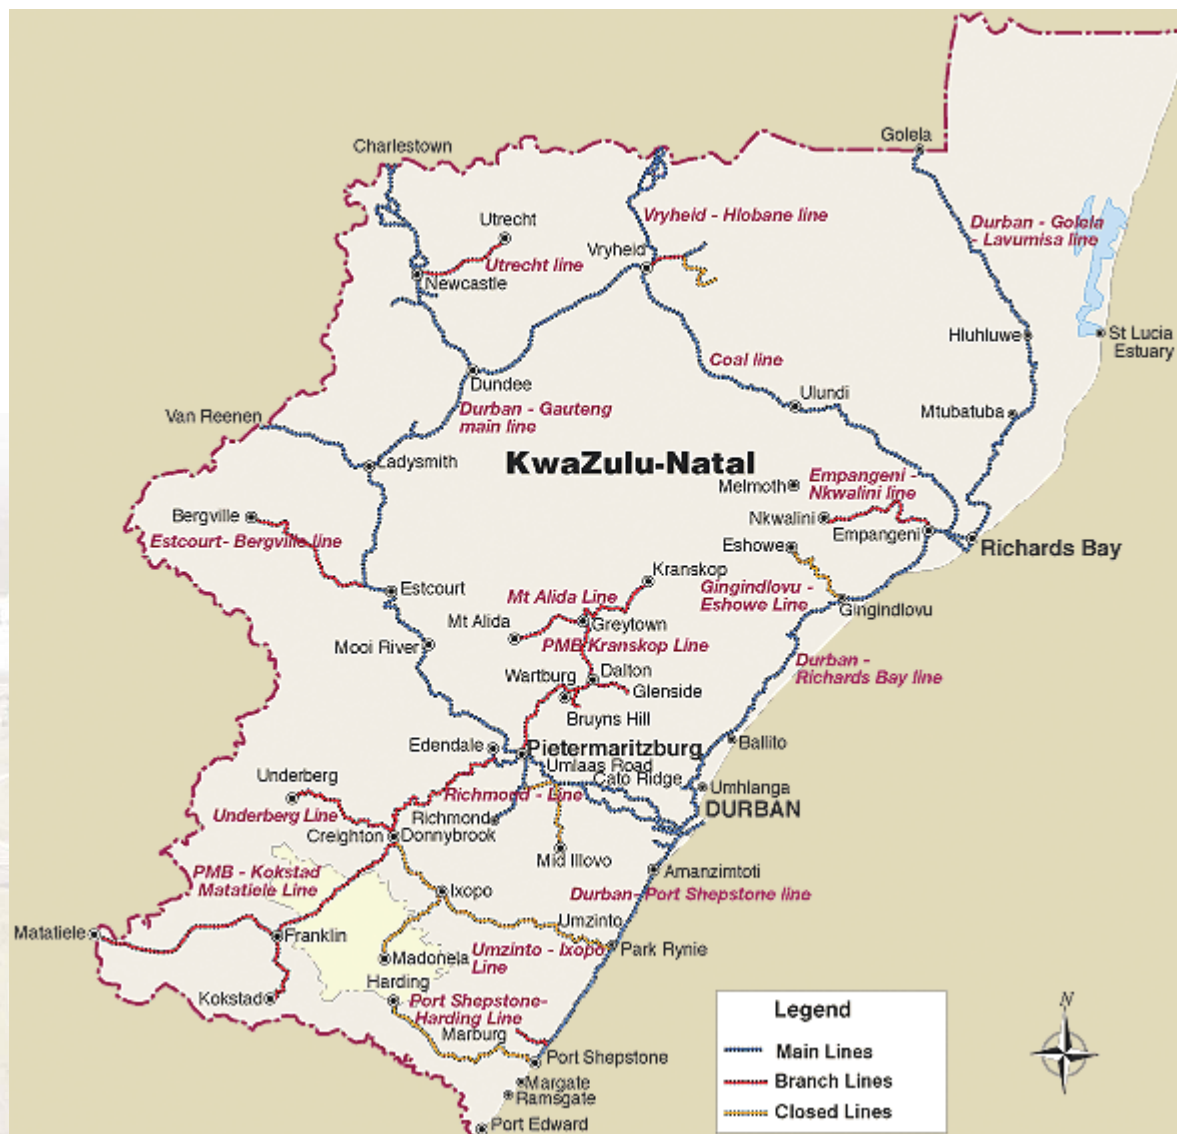 Golela
Charlestown
Vryheid - Hlobane line
Durban - Golela
- Lavumisa line
Utrecht
Vryheid
Utrecht line
Newcastle
Hluhluwe
St Lucia
Estuary
Coal line
Dundee
Ulundi
Van Reenen
Durban - Gauteng
main line
Mtubatuba
Ladysmith
KwaZulu-Natal
Empangeni -
Nkwalini line
Melmoth
Bergville
Nkwalini
Estcourt- Bergville line
Empangeni
Eshowe
Richards Bay
Kranskop
Estcourt
Gingindlovu -
Eshowe Line
Mt Alida Line
Gingindlovu
Mt Alida
Greytown
Mooi River
PMB Kranskop Line
Durban -
Richards Bay line
Wartburg
Dalton
Glenside
Bruyns Hill
Edendale
Pietermaritzburg
Ballito
Umlaas Road
Underberg
Cato Ridge
Umhlanga
Richmond - Line
DURBAN
Underberg Line
Richmond
Creighton
Donnybrook
Mid Illovo
PMB - Kokstad
Matatiele Line
Amanzimtoti
Ixopo
Durban-Port Shepstone line
Umzinto
Matatiele
Franklin
Umzinto - Ixopo
Line
Park Rynie
Madonela
Harding
Kokstad
Port Shepstone-
Harding Line
Marburg
Port Shepstone
Margate
Ramsgate
Port Edward
Legend
Main Lines
Branch Lines
Closed Lines
N